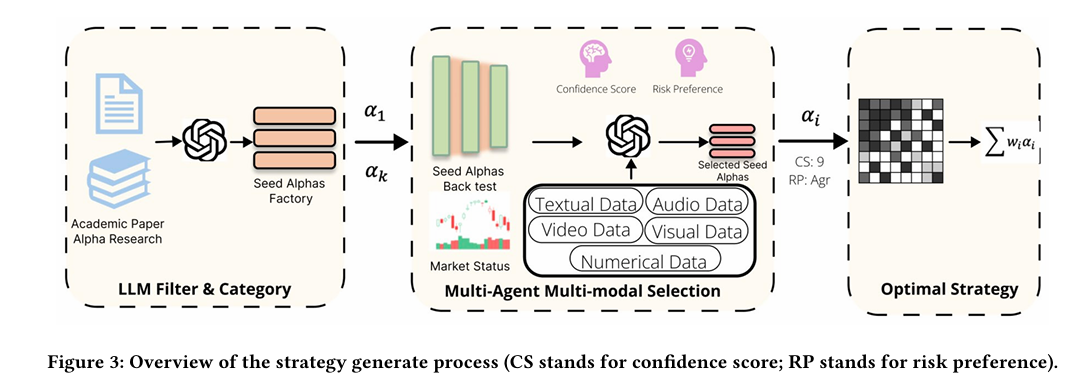 Academic Paper
Alpha Research
Seed Alphas
Factory
LLM Filter & Category
α1
αk
Confidence Score
Risk Preference
Seed Alphas
Back test
Market Status
Selected Seed
Alphas
Textual Data
Audio Data
Video Data
Visual Data
Numerical Data
Multi-Agent Multi-modal Selection
αi
CS: 9
RP: Agr
∑ wiαi
Optimal Strategy
Figure 3: Overview of the strategy generate process (CS stands for confidence score; RP stands for risk preference).